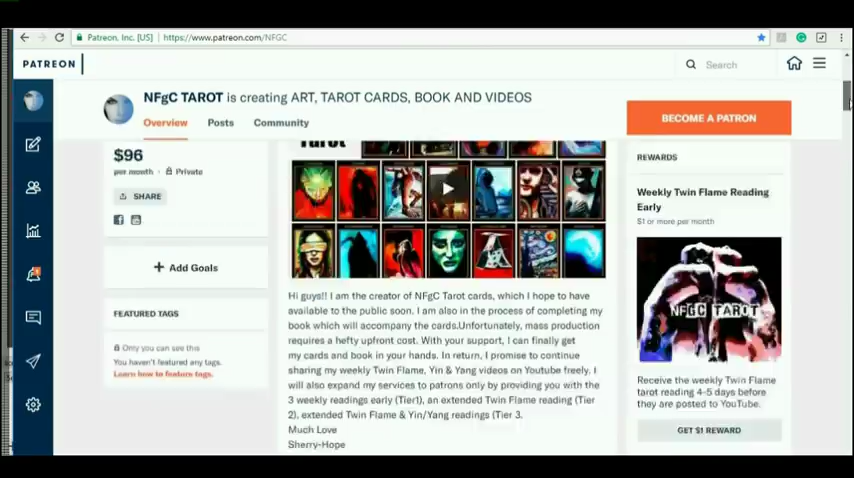 Patreon, Inc. [US] | https://www.patreon.com/NFGC
PATREON
Search
NFgC TAROT is creating ART, TAROT CARDS, BOOK AND VIDEOS
Overview Posts Community
BECOME A PATRON
$96
per month · Private
SHARE
+ Add Goals
FEATURED TAGS
Only you can see this
You haven't featured any tags.
Learn how to feature tags.
Tarot
Hi guys!! I am the creator of NFgC Tarot cards, which I hope to have
available to the public soon. I am also in the process of completing my
book which will accompany the cards.Unfortunately, mass production
requires a hefty upfront cost. With your support, I can finally get
my cards and book in your hands. In return, I promise to continue
sharing my weekly Twin Flame, Yin & Yang videos on Youtube freely. I
will also expand my services to patrons only by providing you with the
3 weekly readings early (Tier1), an extended Twin Flame reading (Tier
2), extended Twin Flame & Yin/Yang readings (Tier 3.
Much Love
Sherry-Hope
REWARDS
Weekly Twin Flame Reading
Early
$1 or more per month
NFGC TAROT
Receive the weekly Twin Flame
tarot reading 4-5 days before
they are posted to YouTube.
GET $1 REWARD